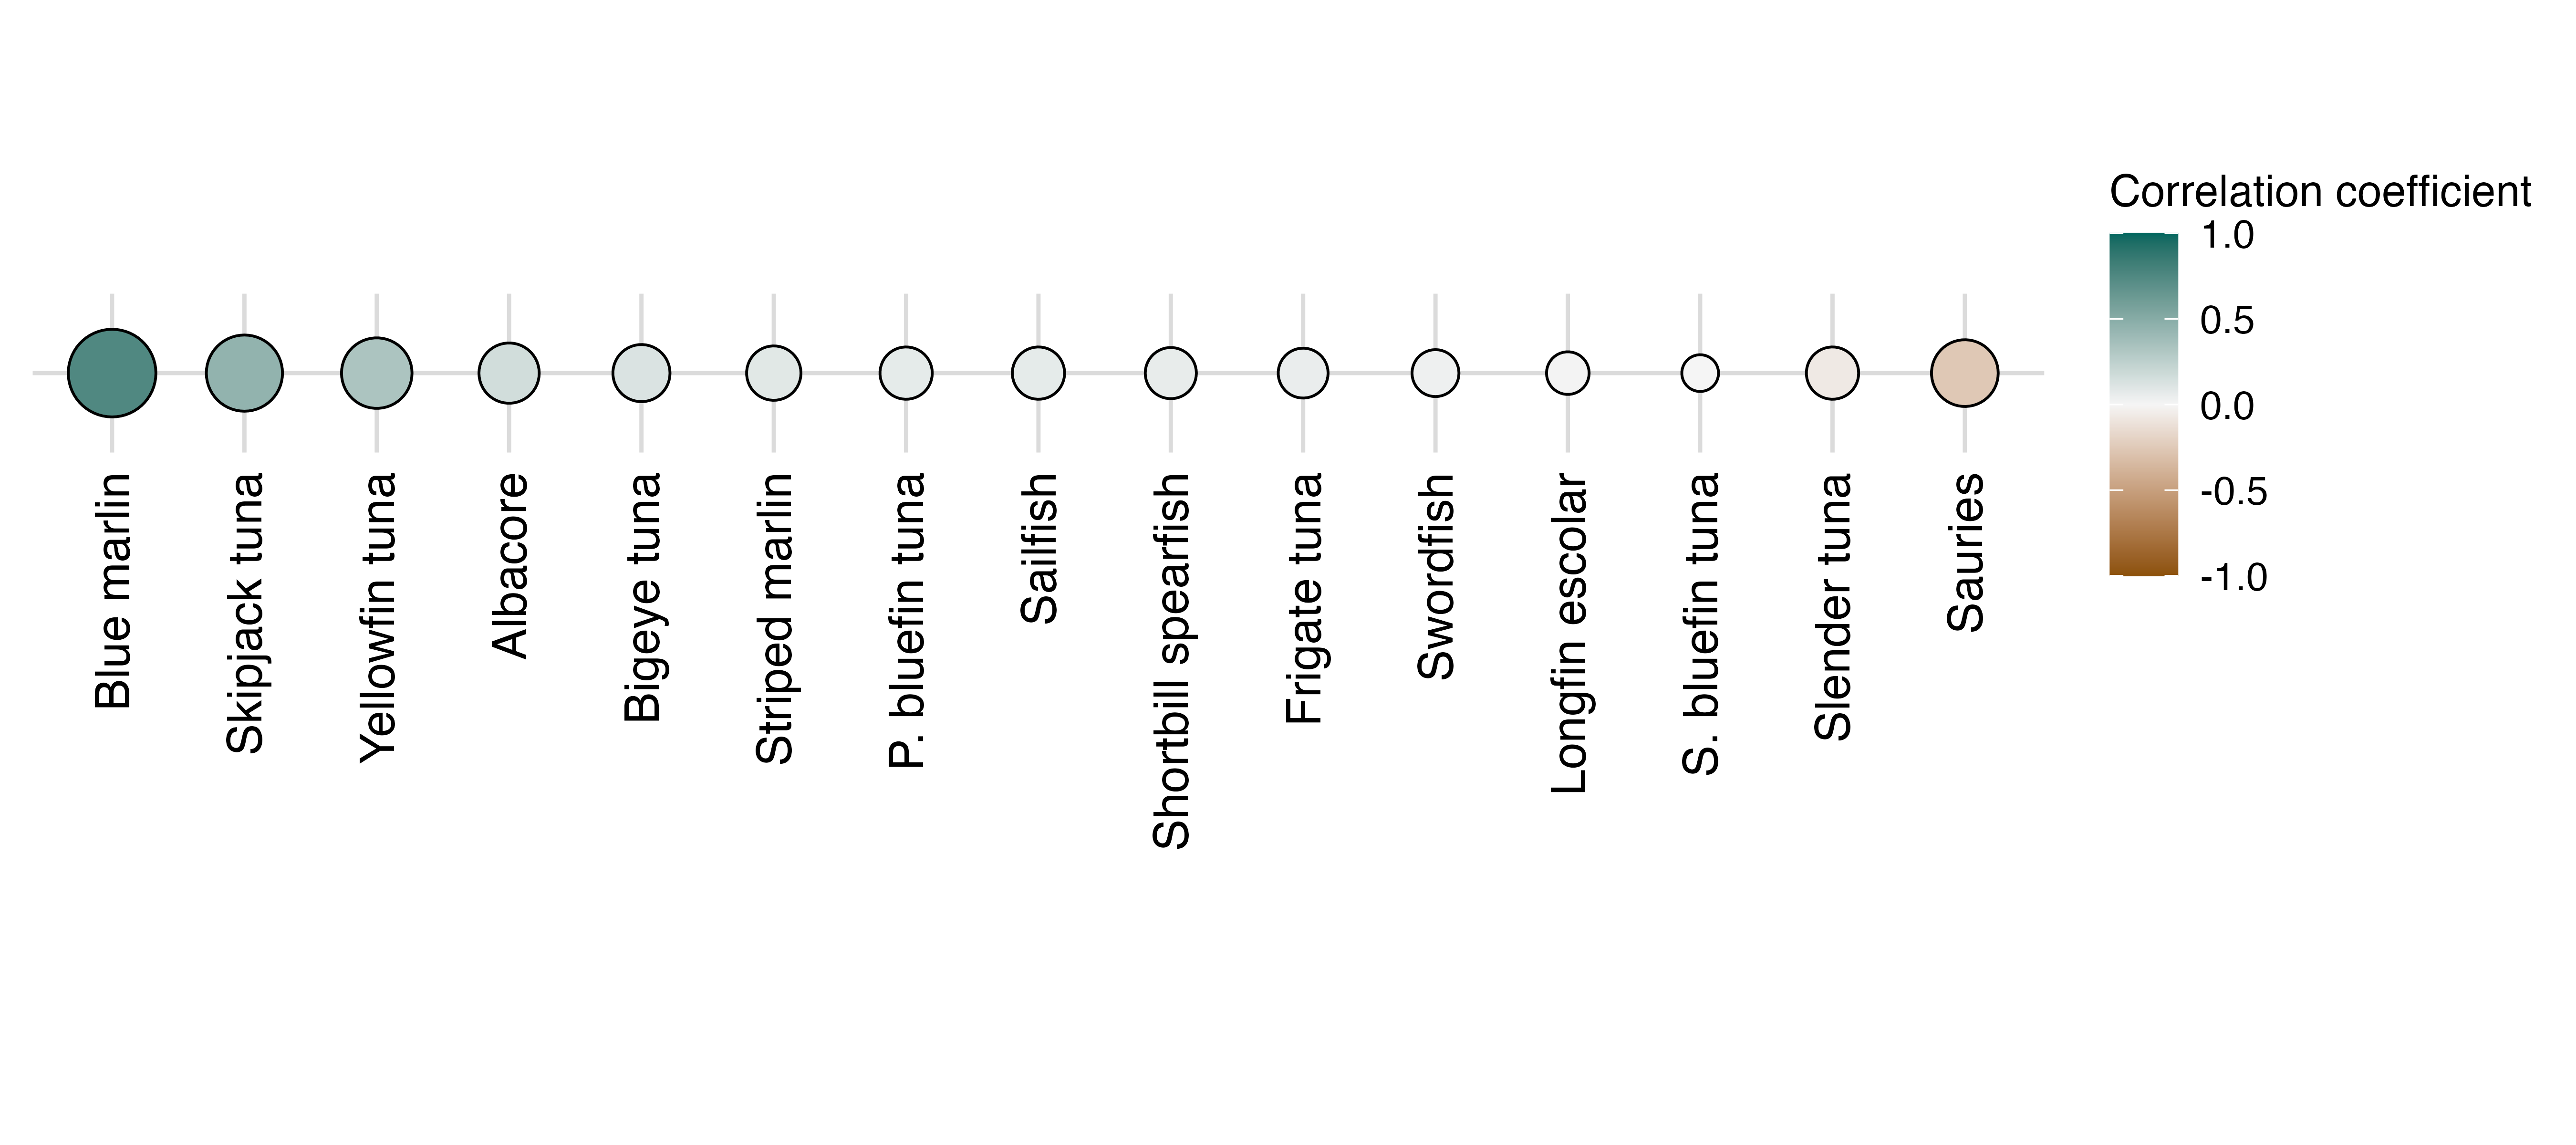 Correlation coefficient
1.0
0.5
0.0
-0.5
-1.0
Blue marlin
Skipjack tuna
Yellowfin tuna
Albacore
Bigeye tuna
Striped marlin
P. bluefin tuna
Sailfish
Shortbill spearfish
Frigate tuna
Swordfish
Longfin escolar
S. bluefin tuna
Slender tuna
Sauries